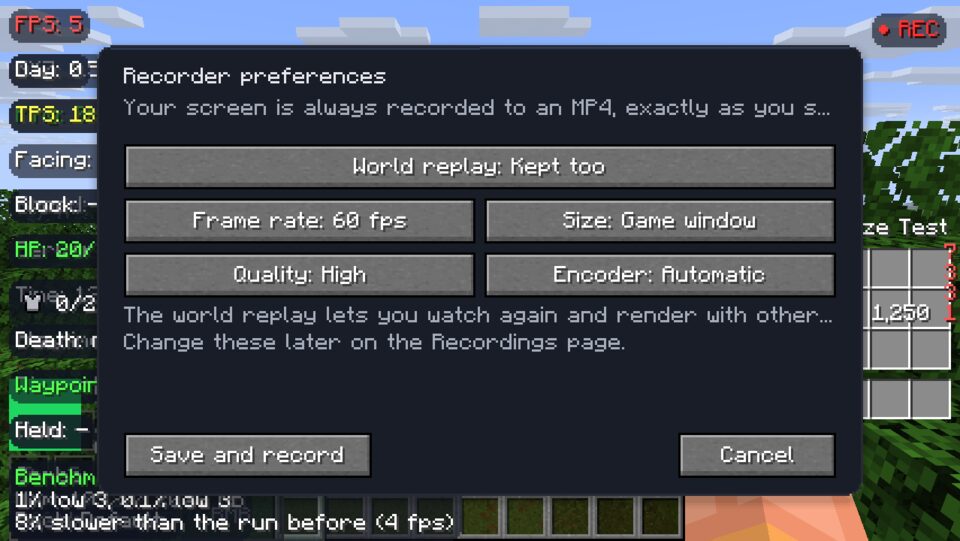 FPS: 5
REC
Day: 0.5
Recorder preferences
TPS: 18
Your screen is always recorded to an MP4, exactly as you s...
Facing:
World replay: Kept too
Block: -
Frame rate: 60 fps
Size: Game window
ze Test
HP: 20/
Quality: High
Encoder: Automatic
0/2
1,250
The world replay lets you watch again and render with other...
Death:
Change these later on the Recordings page.
Waypoin
Held: -
Save and record
Cancel
Benchm
1% low 3, 0.1% low 3
8% slower than the run before (4 fps)